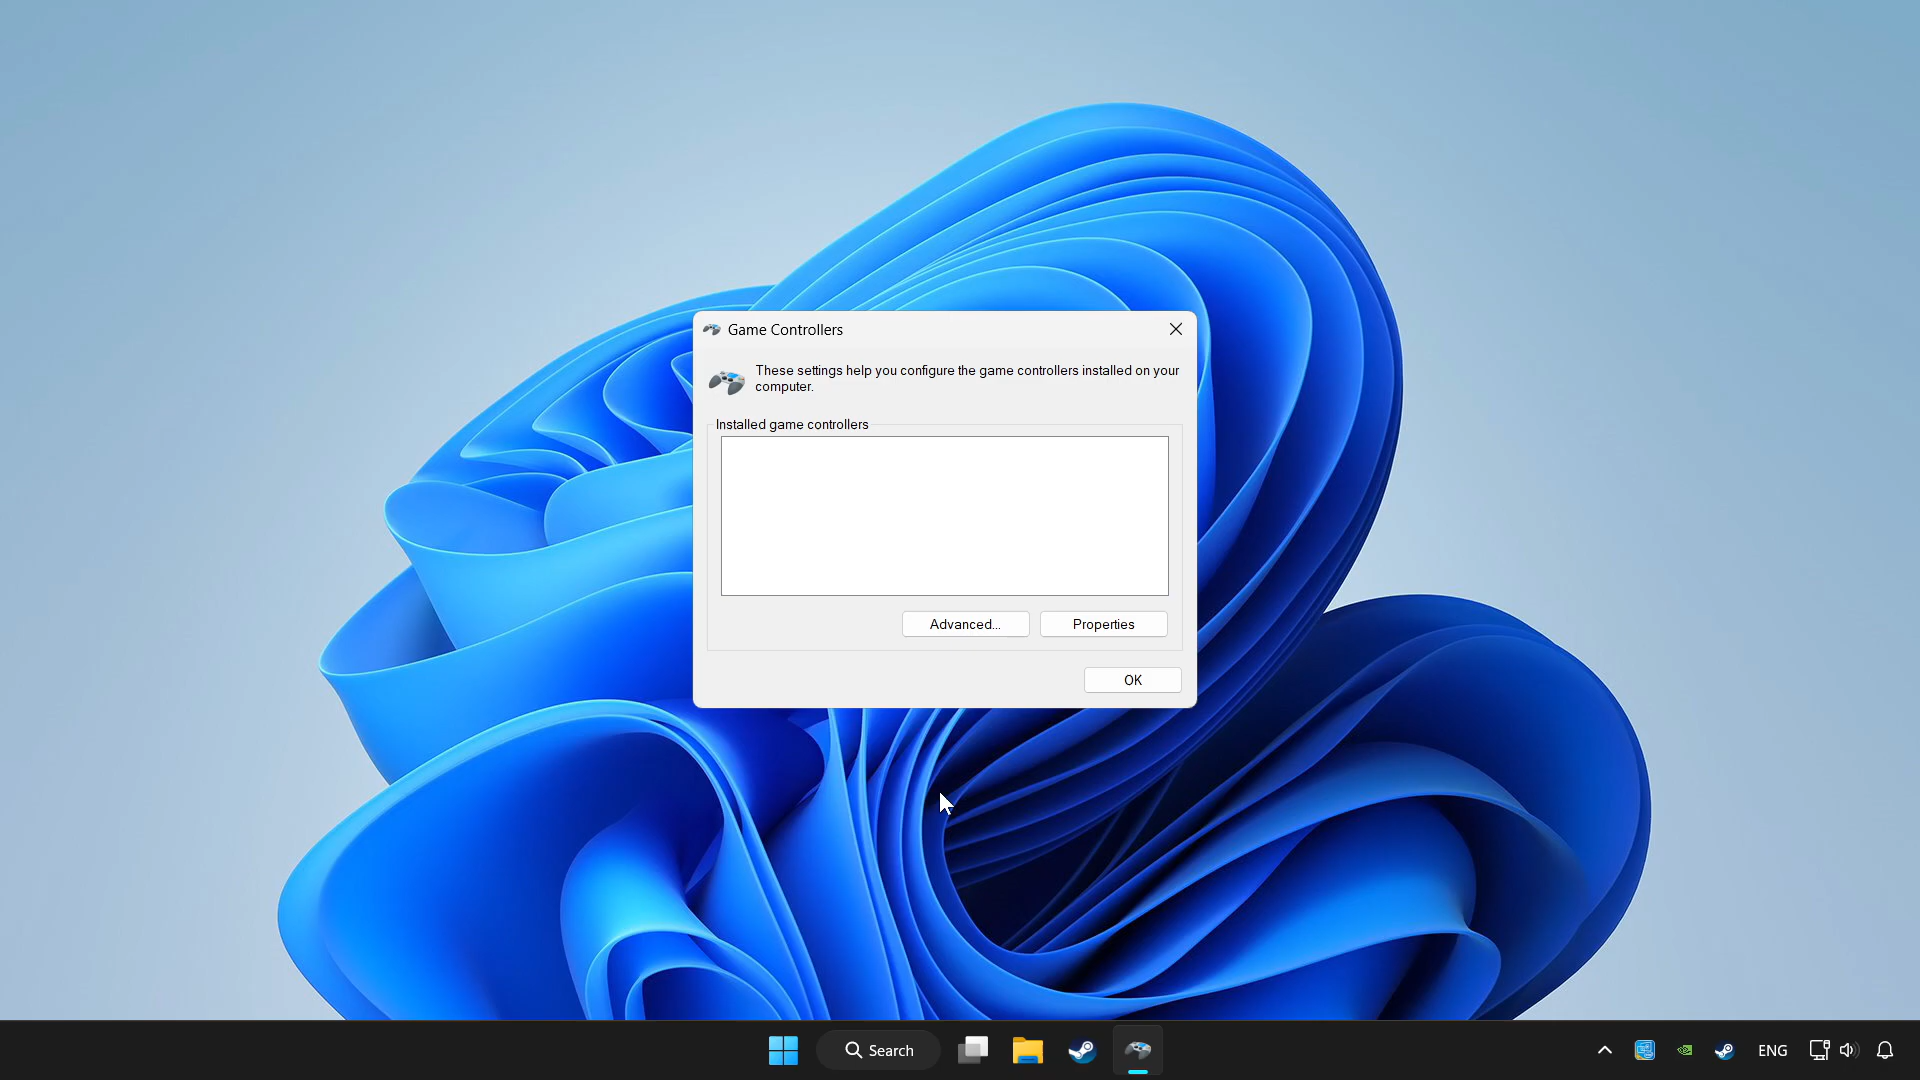 Game Controllers
These settings help you configure the game controllers installed on your
computer.
Installed game controllers
Advanced...
Properties
OK
Search
ENG